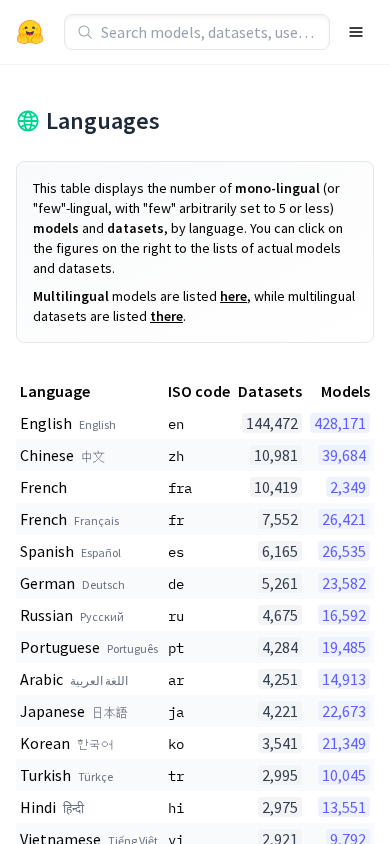 Search models, datasets, use…
Languages
This table displays the number of mono-lingual (or
"few"-lingual, with "few" arbitrarily set to 5 or less)
models and datasets, by language. You can click on
the figures on the right to the lists of actual models
and datasets.
Multilingual models are listed here, while multilingual
datasets are listed there.
Language ISO code Datasets Models
English English en 144,472 428,171
Chinese 中文 zh 10,981 39,684
French fra 10,419 2,349
French Français fr 7,552 26,421
Spanish Español es 6,165 26,535
German Deutsch de 5,261 23,582
Russian Русский ru 4,675 16,592
Portuguese Português pt 4,284 19,485
Arabic اللغة العربية ar 4,251 14,913
Japanese 日本語 ja 4,221 22,673
Korean 한국어 ko 3,541 21,349
Turkish Türkçe tr 2,995 10,045
Hindi हिन्दी hi 2,975 13,551
Vietnamese Tiếng Việt vi 2,921 9,792